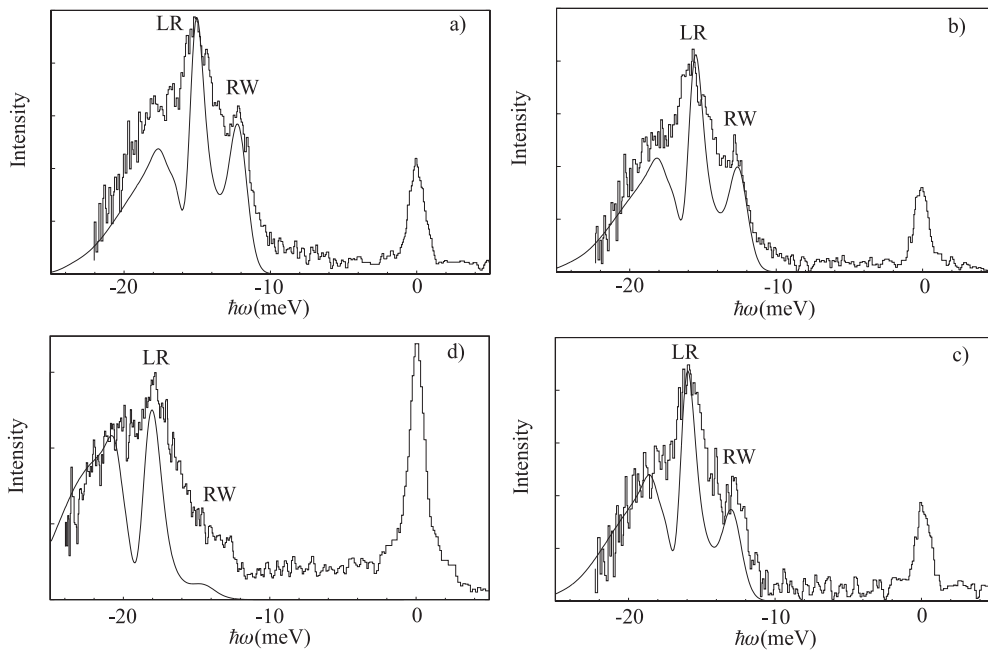 a)
LR
RW
Intensity
-20
-10
0
ħω(meV)
b)
LR
RW
Intensity
-20
-10
0
ħω(meV)
d)
LR
RW
Intensity
-20
-10
0
ħω(meV)
c)
LR
RW
Intensity
-20
-10
0
ħω(meV)